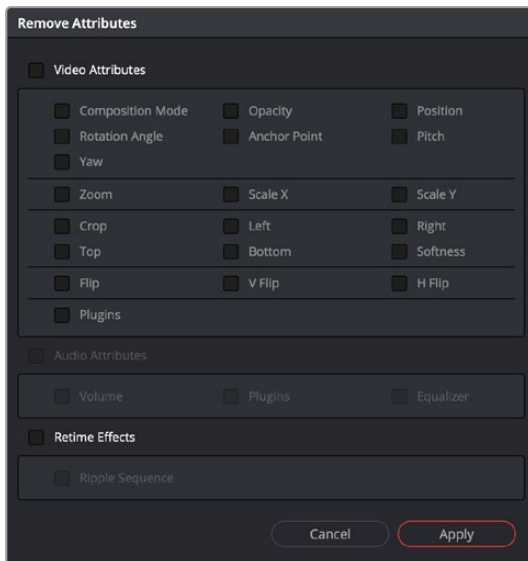 Remove Attributes
Video Attributes
Composition Mode Opacity Position
Rotation Angle Anchor Point Pitch
Yaw
Zoom Scale X Scale Y
Crop Left Right
Top Bottom Softness
Flip V Flip H Flip
Plugins
Audio Attributes
Volume Plugins Equalizer
Retime Effects
Ripple Sequence
Cancel Apply